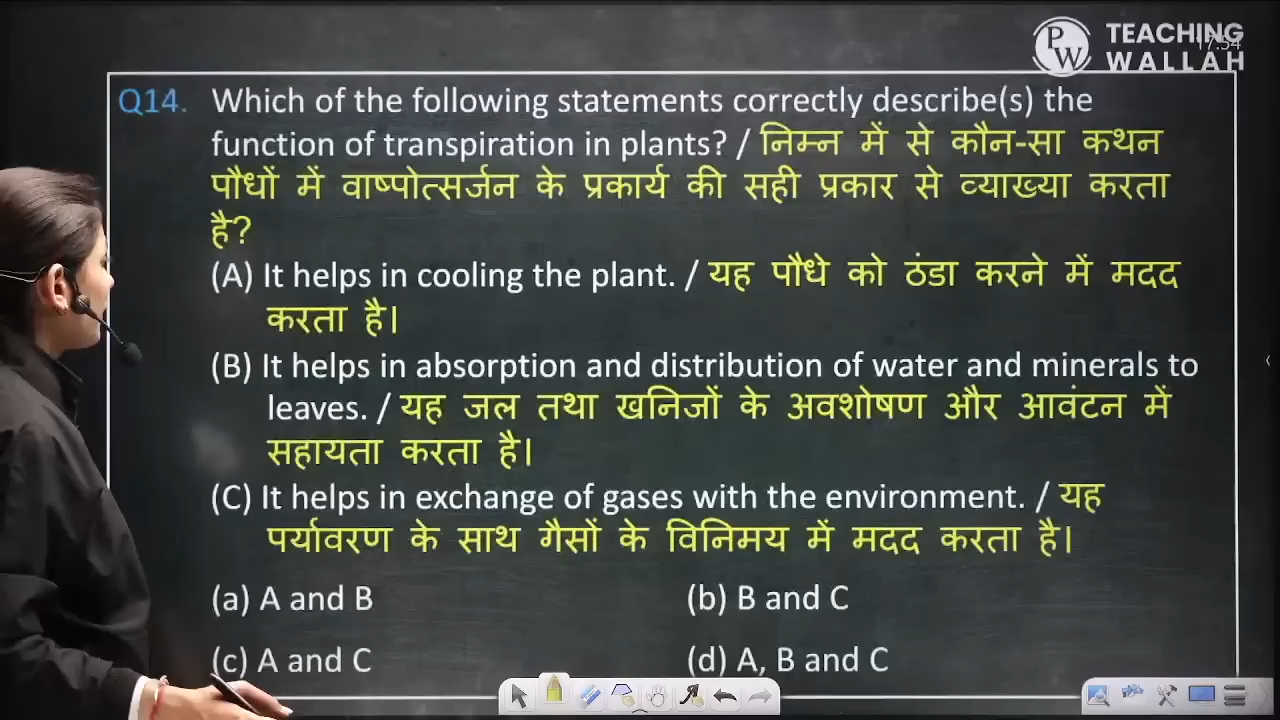 TEACHING
WALLAH
PW
17:54
Q14. Which of the following statements correctly describe(s) the
function of transpiration in plants? / निम्न में से कौन-सा कथन
पौधों में वाष्पोत्सर्जन के प्रकार्य की सही प्रकार से व्याख्या करता
है?
(A) It helps in cooling the plant. / यह पौधे को ठंडा करने में मदद
करता है।
(B) It helps in absorption and distribution of water and minerals to
leaves. / यह जल तथा खनिजों के अवशोषण और आवंटन में
सहायता करता है।
(C) It helps in exchange of gases with the environment. / यह
पर्यावरण के साथ गैसों के विनिमय में मदद करता है।
(a) A and B (b) B and C
(c) A and C (d) A, B and C